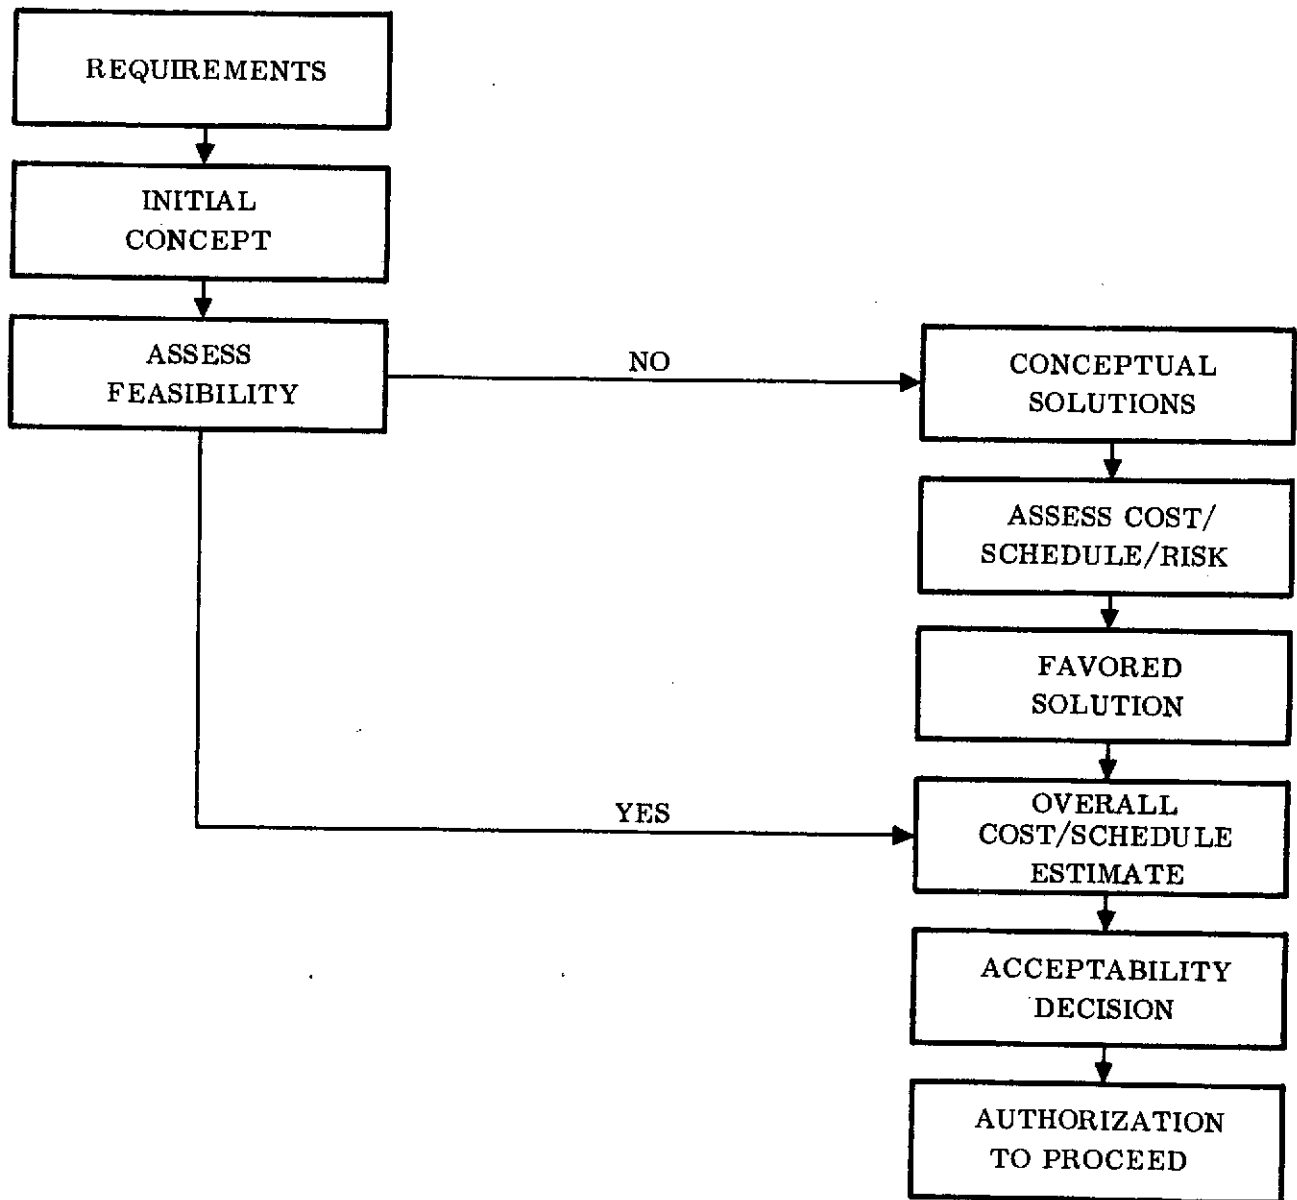 REQUIREMENTS
INITIAL
CONCEPT
ASSESS
FEASIBILITY
NO
CONCEPTUAL
SOLUTIONS
ASSESS COST/
SCHEDULE/RISK
FAVORED
SOLUTION
YES
OVERALL
COST/SCHEDULE
ESTIMATE
ACCEPTABILITY
DECISION
AUTHORIZATION
TO PROCEED